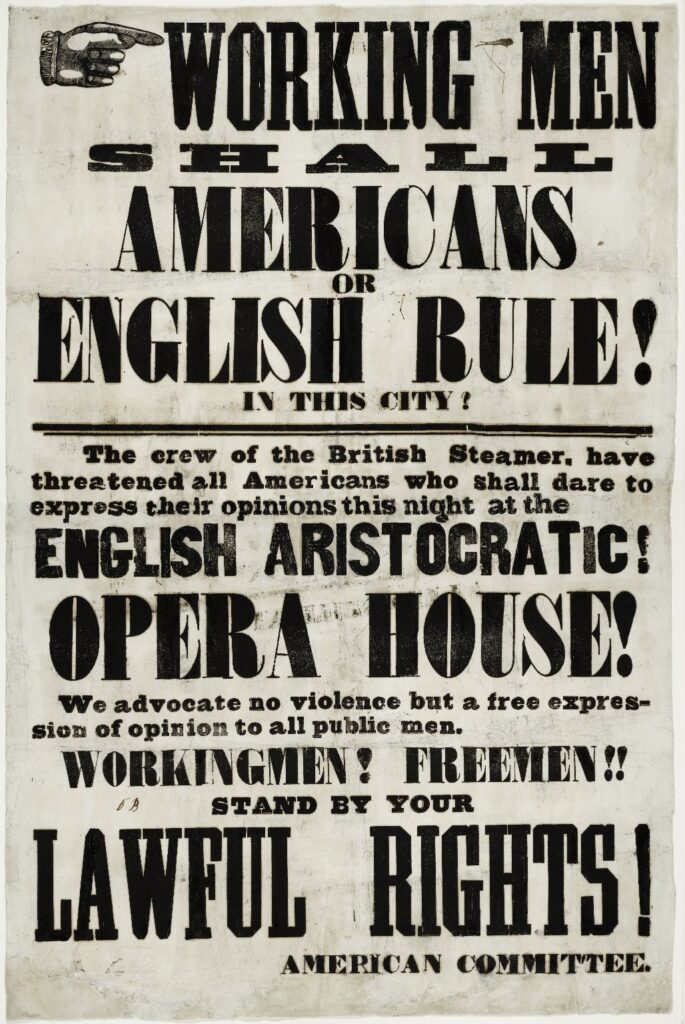 WORKING MEN
SHALL
AMERICANS
OR
ENGLISH RULE!
IN THIS CITY?
The crew of the British Steamer, have
threatened all Americans who shall dare to
express their opinions this night at the
ENGLISH ARISTOCRATIC!
OPERA HOUSE!
We advocate no violence but a free expres-
sion of opinion to all public men.
WORKINGMEN! FREEMEN!!
STAND BY YOUR
LAWFUL RIGHTS!
AMERICAN COMMITTEE.